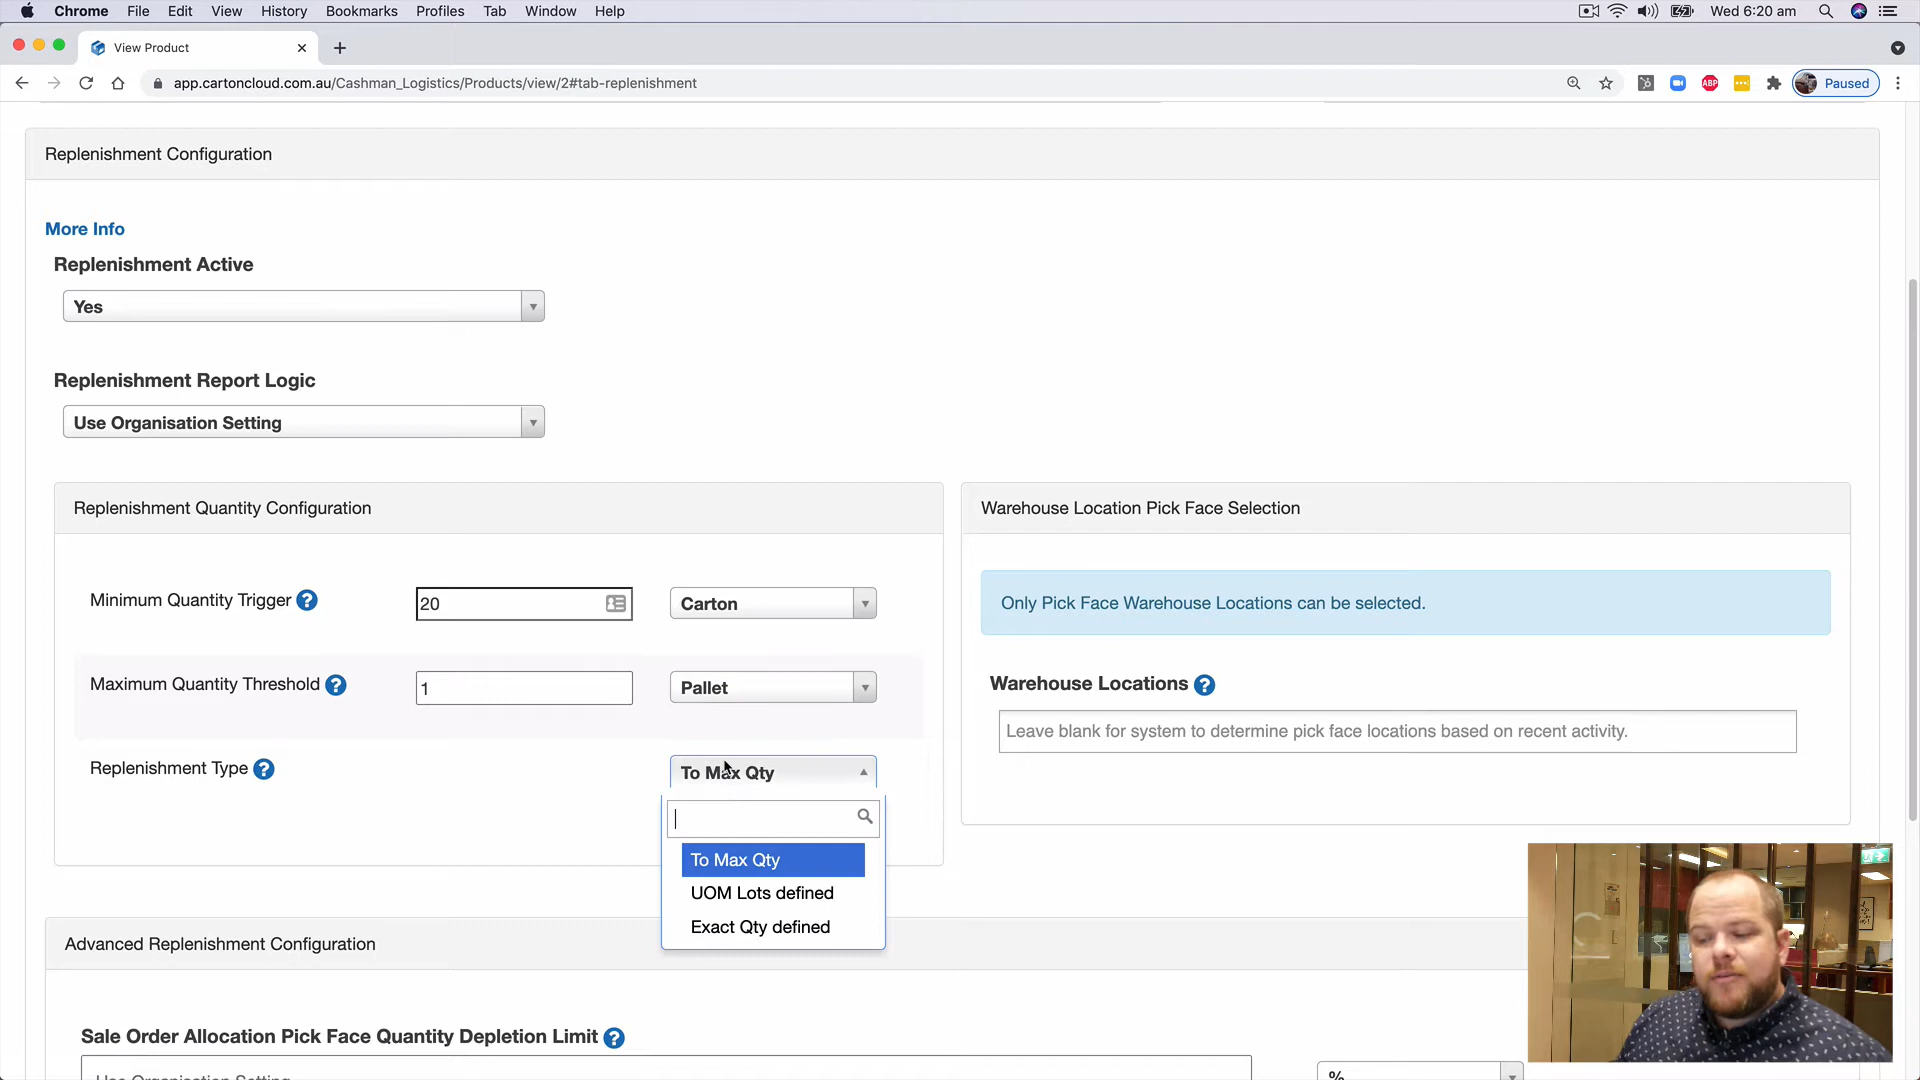 Chrome File Edit View History Bookmarks Profiles Tab Window Help Wed 6:20 am
View Product
app.cartoncloud.com.au/Cashman_Logistics/Products/view/2#tab-replenishment ABP Paused
Replenishment Configuration
More Info
Replenishment Active
Yes
Replenishment Report Logic
Use Organisation Setting
Replenishment Quantity Configuration
Minimum Quantity Trigger ? 20 Carton
Maximum Quantity Threshold ? 1 Pallet
Replenishment Type ? To Max Qty
To Max Qty
UOM Lots defined
Exact Qty defined
Warehouse Location Pick Face Selection
Only Pick Face Warehouse Locations can be selected.
Warehouse Locations ?
Leave blank for system to determine pick face locations based on recent activity.
Advanced Replenishment Configuration
Sale Order Allocation Pick Face Quantity Depletion Limit ?
Use Organisation Setting %